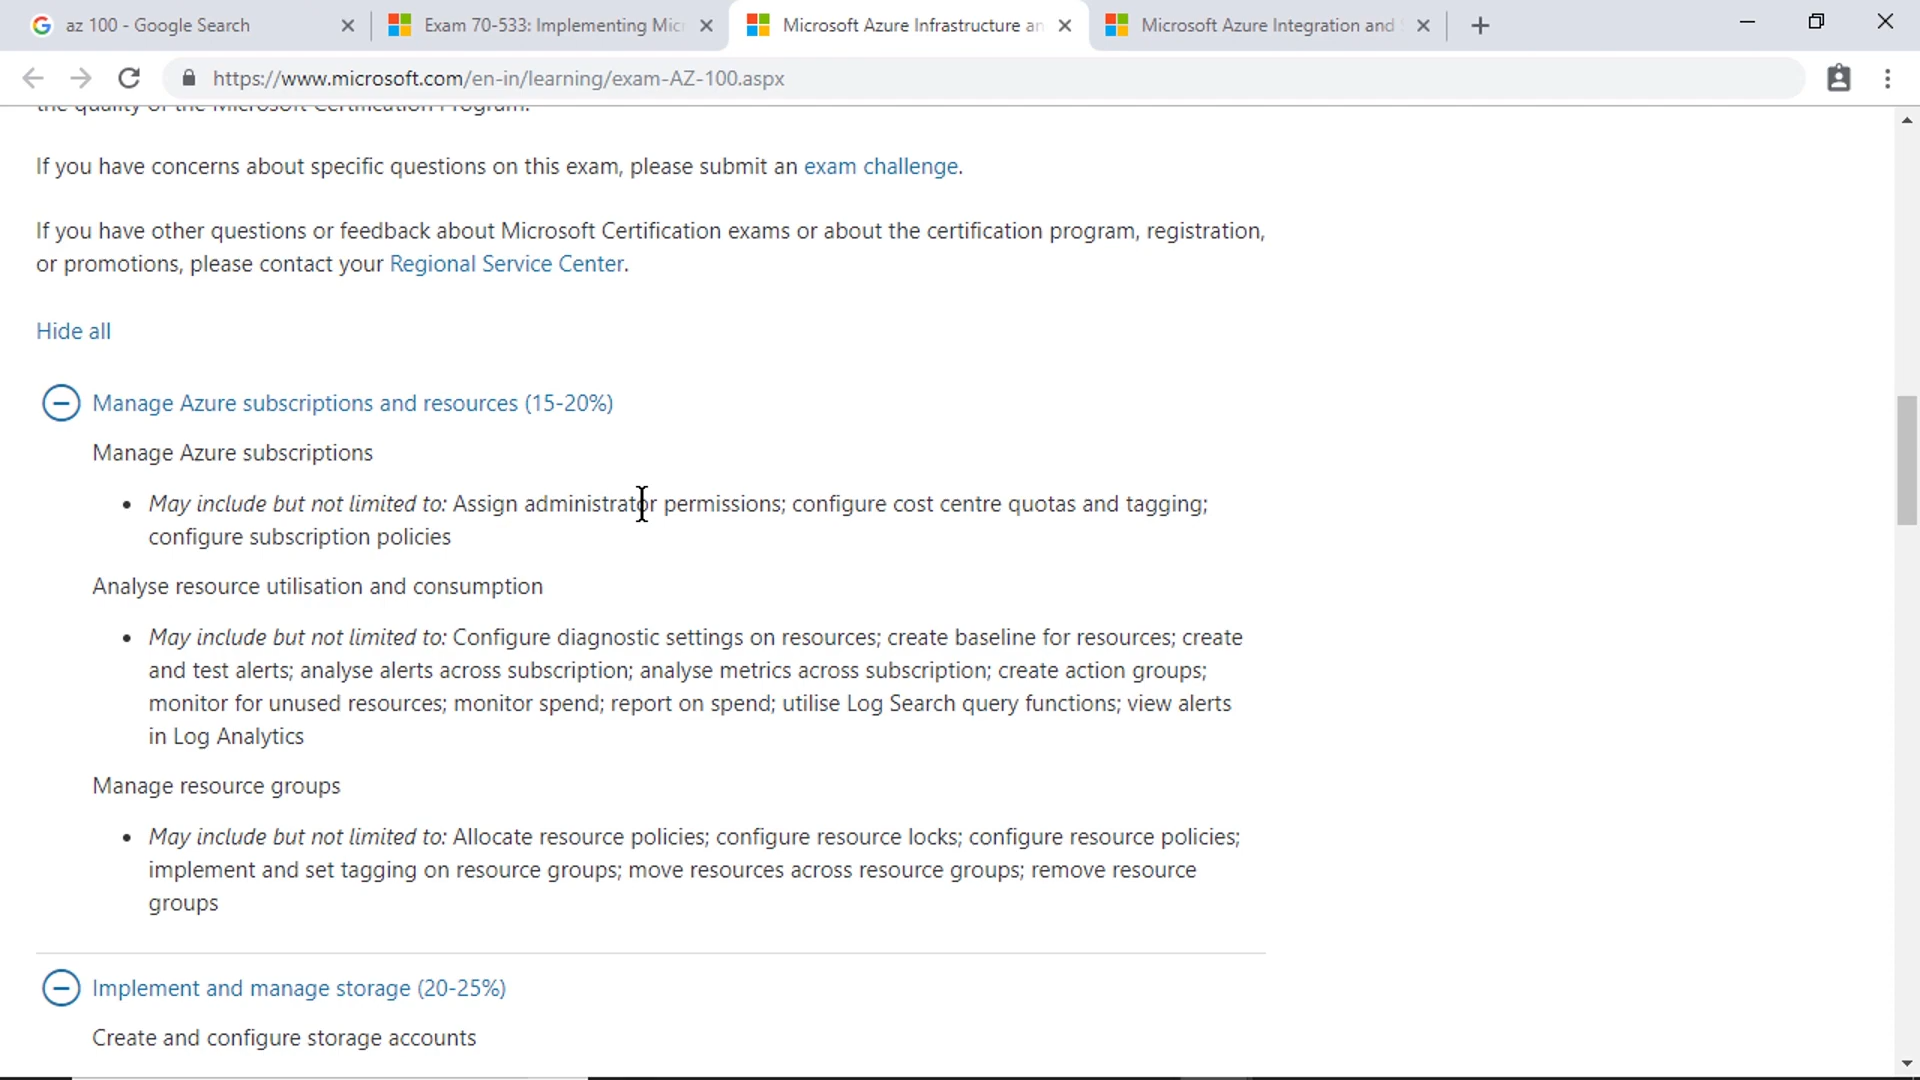 az 100 - Google Search
Exam 70-533: Implementing Micr
Microsoft Azure Infrastructure an
Microsoft Azure Integration and
https://www.microsoft.com/en-in/learning/exam-AZ-100.aspx
the quality of the Microsoft Certification Program.
If you have concerns about specific questions on this exam, please submit an exam challenge.
If you have other questions or feedback about Microsoft Certification exams or about the certification program, registration,
or promotions, please contact your Regional Service Center.
Hide all
Manage Azure subscriptions and resources (15-20%)
Manage Azure subscriptions
• May include but not limited to: Assign administrator permissions; configure cost centre quotas and tagging;
configure subscription policies
Analyse resource utilisation and consumption
• May include but not limited to: Configure diagnostic settings on resources; create baseline for resources; create
and test alerts; analyse alerts across subscription; analyse metrics across subscription; create action groups;
monitor for unused resources; monitor spend; report on spend; utilise Log Search query functions; view alerts
in Log Analytics
Manage resource groups
• May include but not limited to: Allocate resource policies; configure resource locks; configure resource policies;
implement and set tagging on resource groups; move resources across resource groups; remove resource
groups
Implement and manage storage (20-25%)
Create and configure storage accounts